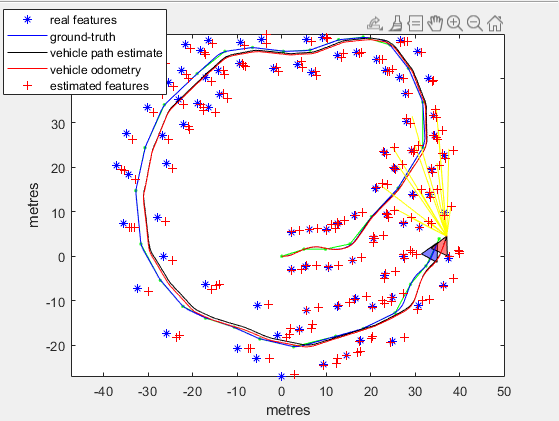 real features
ground-truth
vehicle path estimate
vehicle odometry
estimated features
30
20
10
0
-10
-20
metres
-40
-30
-20
-10
0
10
20
30
40
50
metres